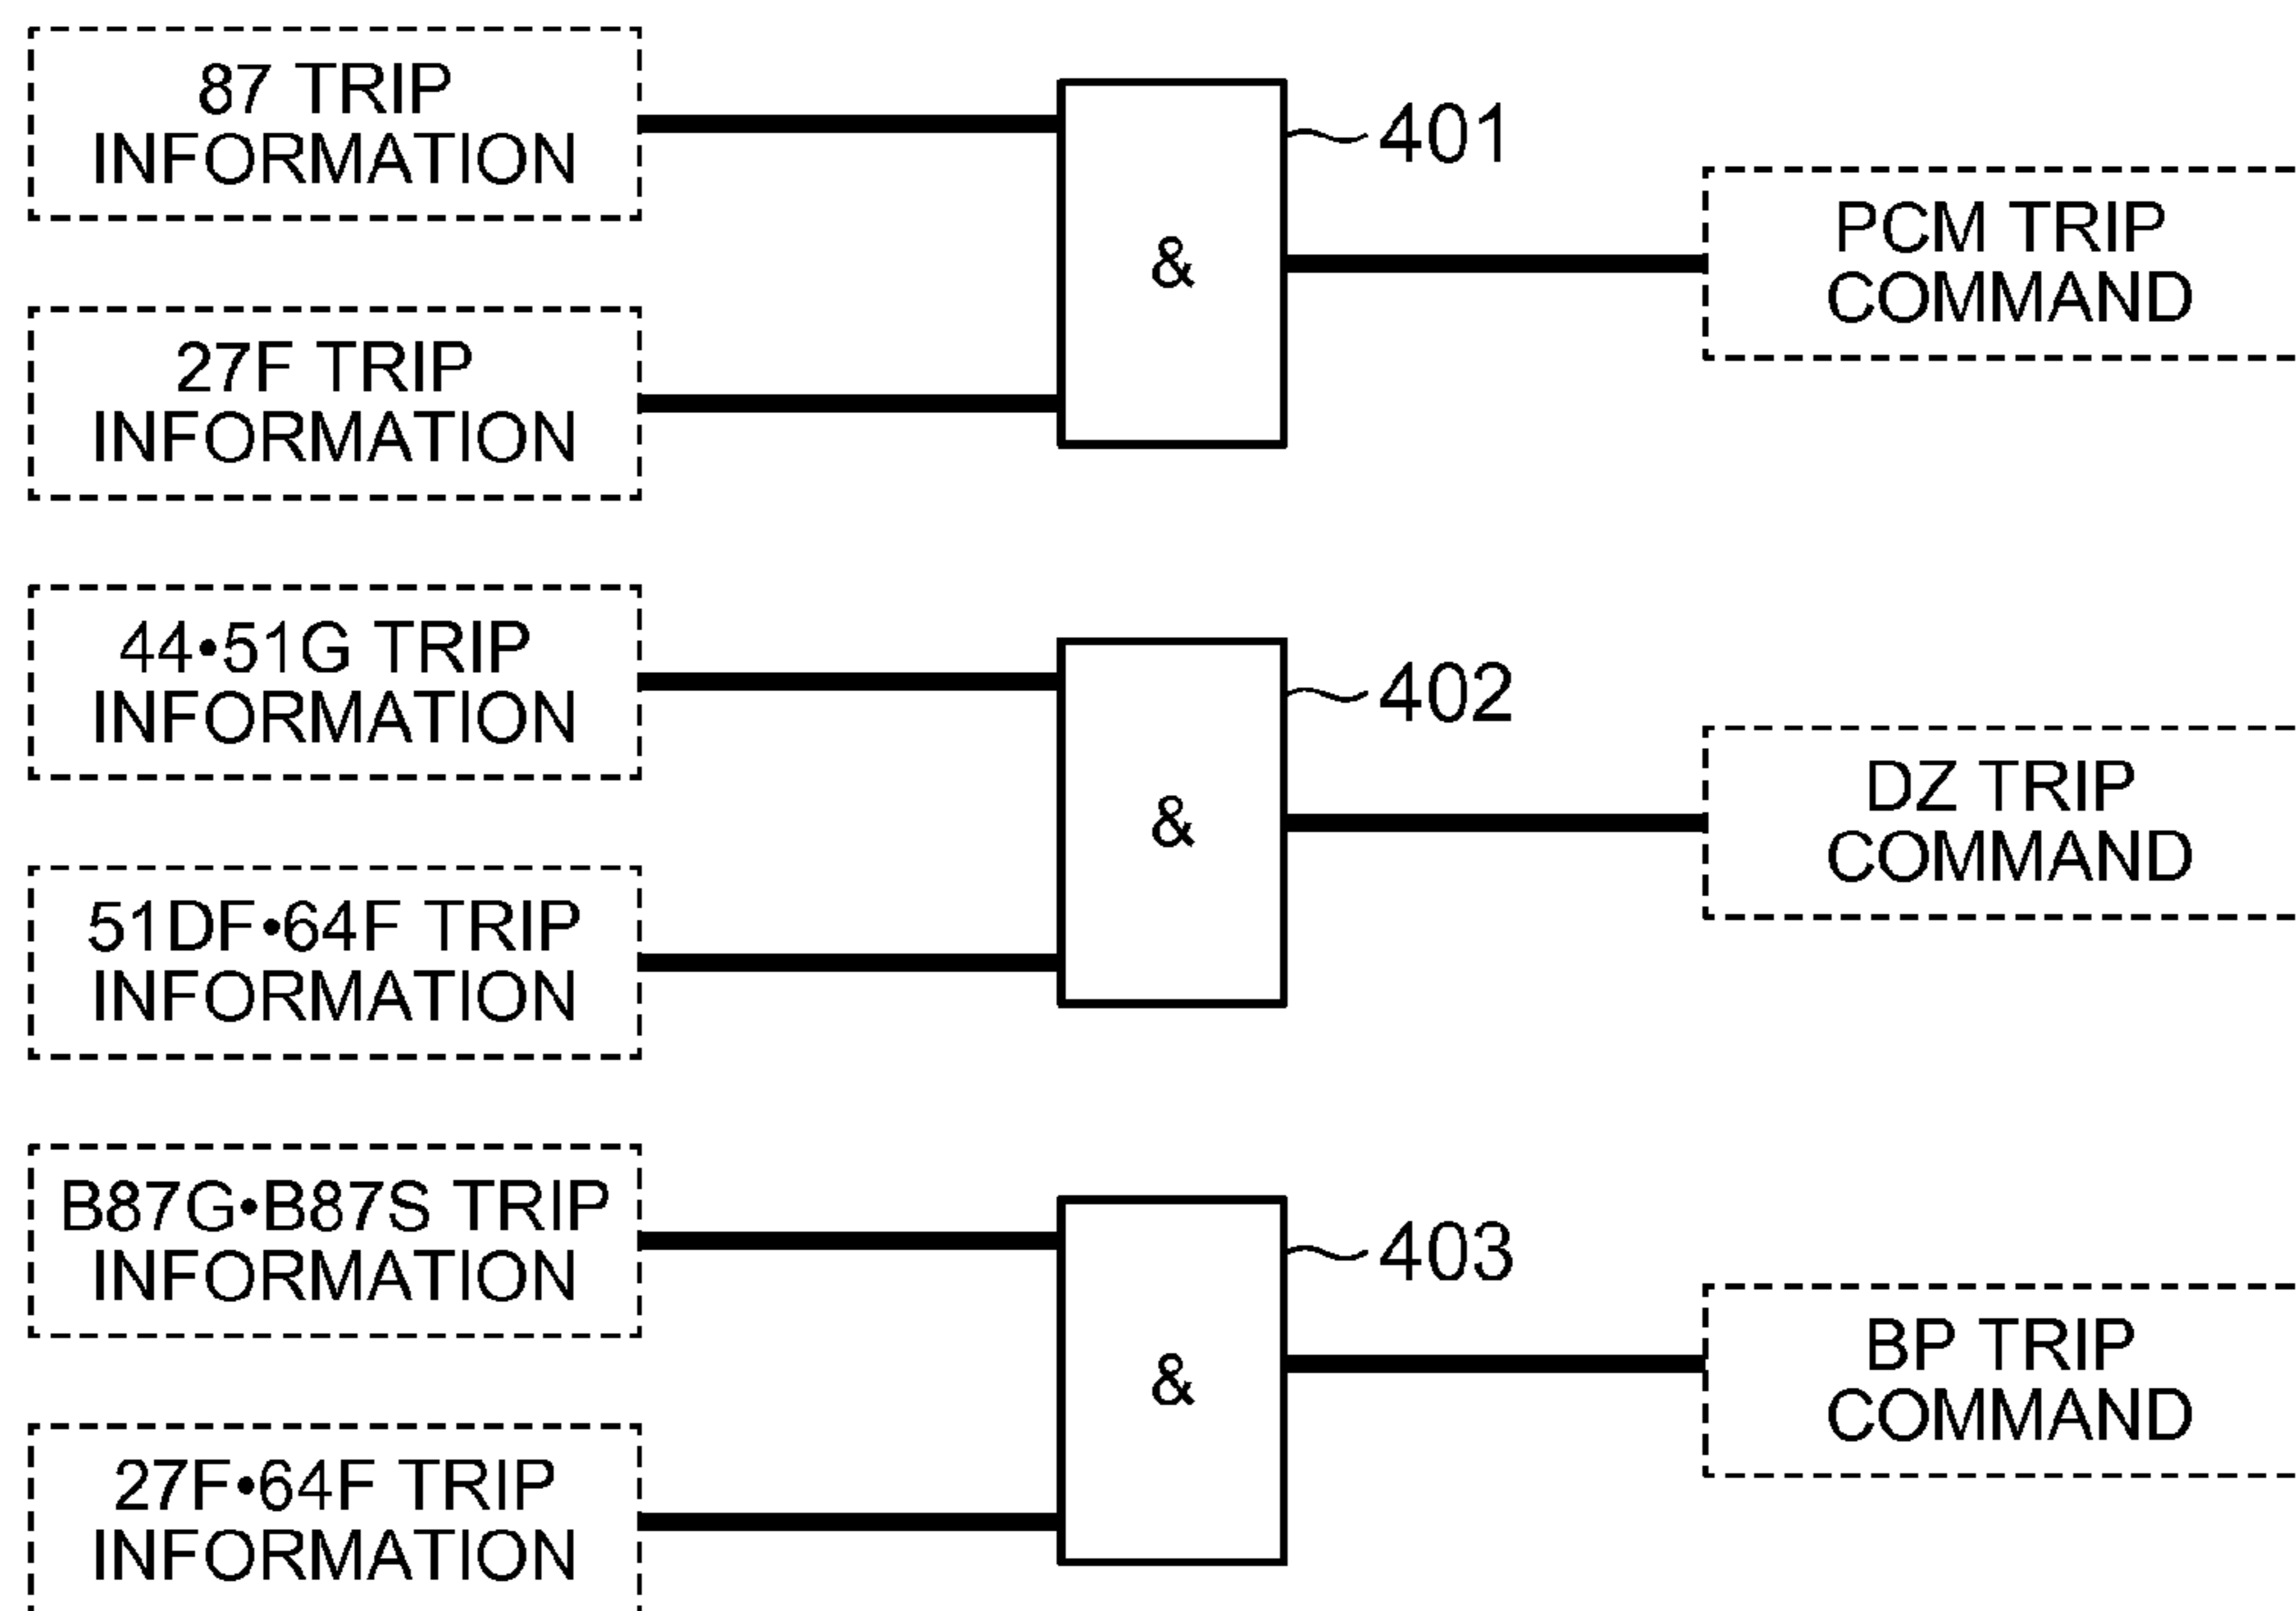 87 TRIP
INFORMATION
401
&
PCM TRIP
COMMAND
27F TRIP
INFORMATION
44•51G TRIP
INFORMATION
402
&
DZ TRIP
COMMAND
51DF•64F TRIP
INFORMATION
B87G•B87S TRIP
INFORMATION
403
&
BP TRIP
COMMAND
27F•64F TRIP
INFORMATION